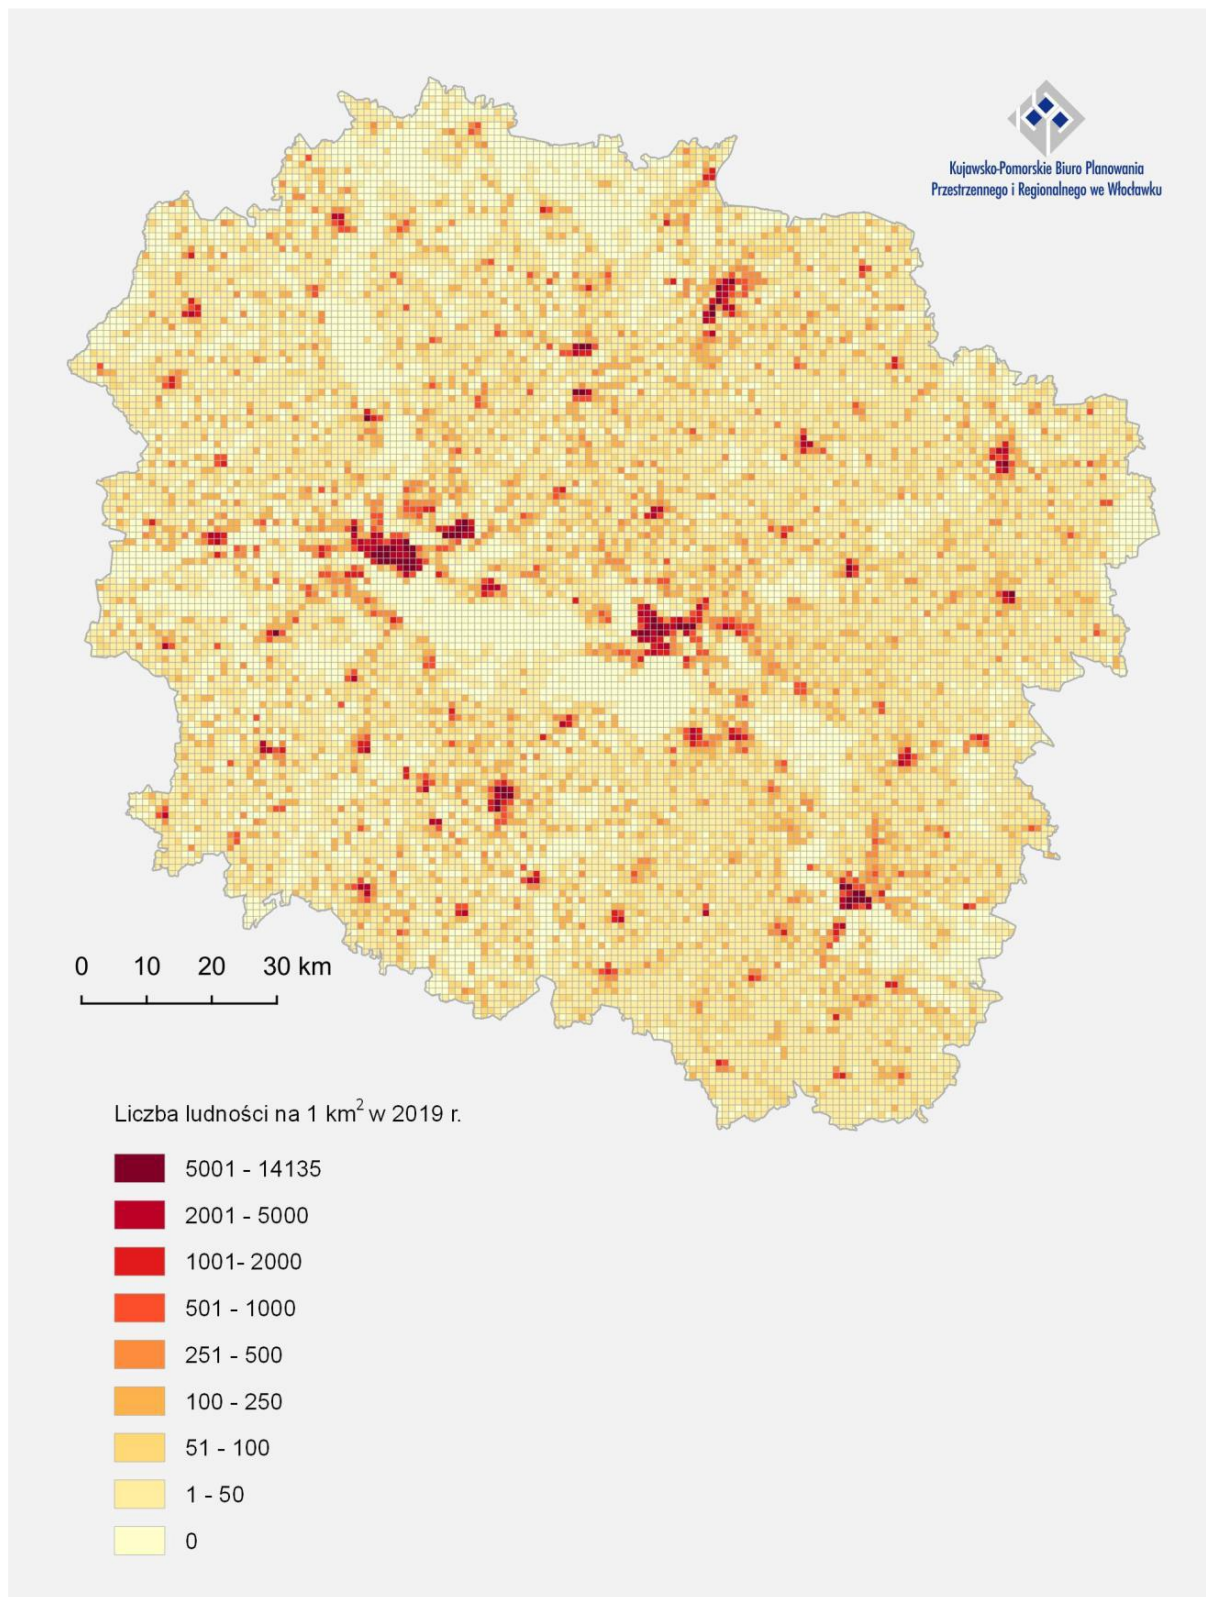 Kujawsko-Pomorskie Biuro Planowania
Przestrzennego i Regionalnego we Włocławku
0 10 20 30 km
Liczba ludności na 1 km² w 2019 r.
5001 - 14135
2001 - 5000
1001- 2000
501 - 1000
251 - 500
100 - 250
51 - 100
1 - 50
0